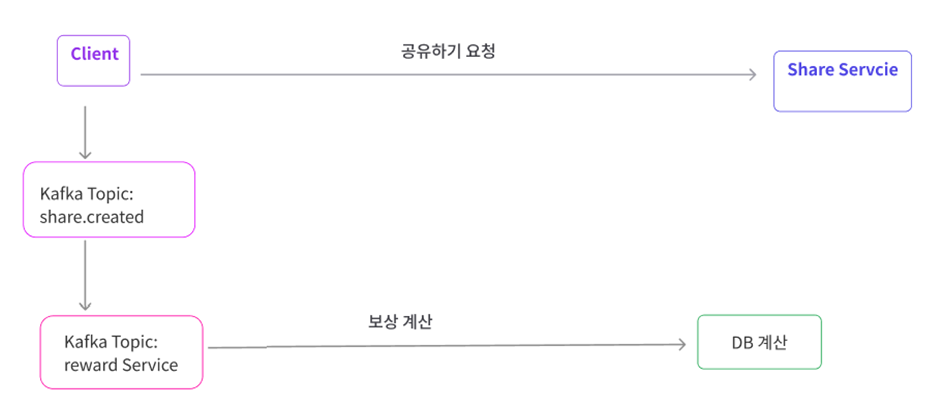 공유하기 요청
Client
Share Servcie
Kafka Topic:
share.created
보상 계산
Kafka Topic:
reward Service
DB 계산